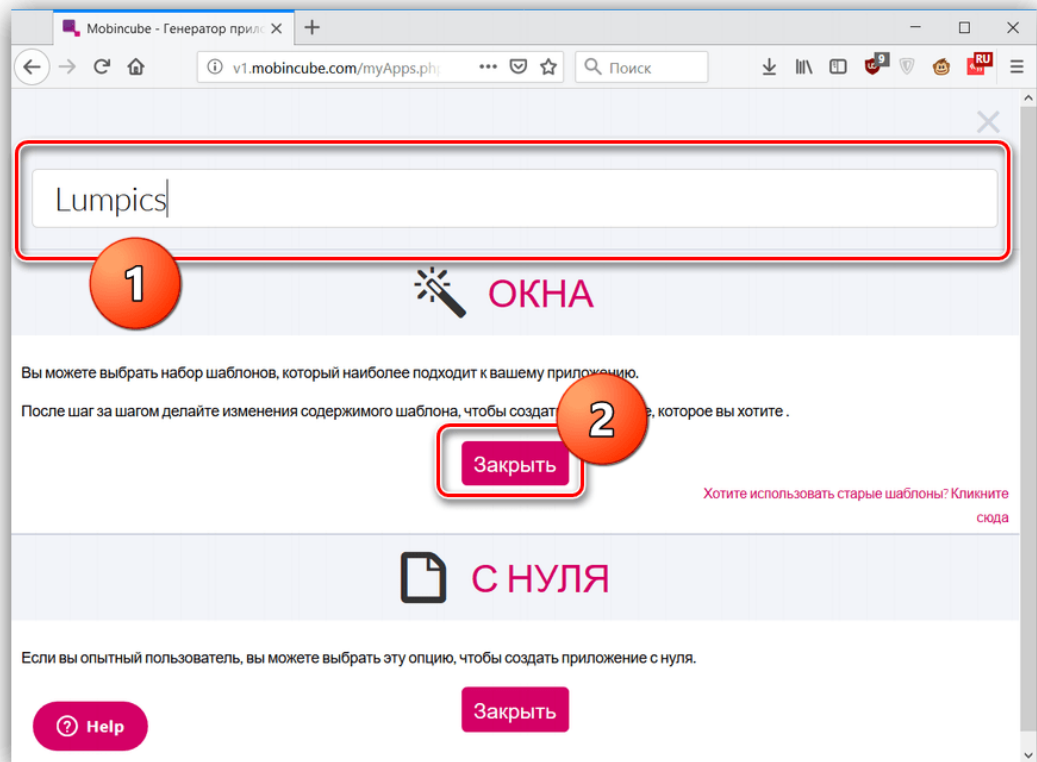 Mobincube - Генератор прил
v1.mobincube.com/myApps.ph
Поиск
9
RU
Lumpics
1
ОКНА
Вы можете выбрать набор шаблонов, который наиболее подходит к вашему приложению.
После шаг за шагом делайте изменения содержимого шаблона, чтобы создат е, которое вы хотите .
2
Закрыть
Хотите использовать старые шаблоны? Кликните
сюда
С НУЛЯ
Если вы опытный пользователь, вы можете выбрать эту опцию, чтобы создать приложение с нуля.
Закрыть
Help